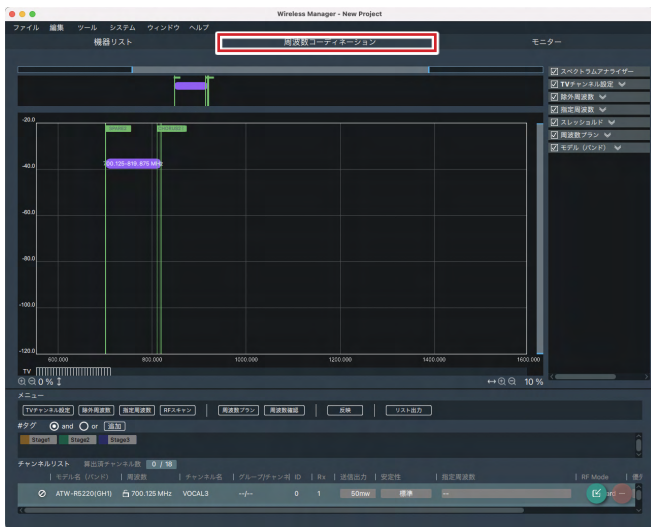 Wireless Manager - New Project
ファイル 編集 ツール システム ウィンドウ ヘルプ
機器リスト 周波数コーディネーション モニター
スペクトラムアナライザー
TVチャンネル設定
除外周波数
指定周波数
スレッショルド
周波数プラン
モデル (バンド)
-20.0
700.125-819.875 MHz
-40.0
-60.0
-80.0
-100.0
-120.0
600.000 800.000 1000.000 1200.000 1400.000 1600.000
TV
0 % 10 %
メニュー
TVチャンネル設定 除外周波数 指定周波数 RFスキャン 周波数プラン 周波数確認 反映 リスト出力
#タグ and or 追加
Stage1 Stage2 Stage3
チャンネルリスト 算出済チャンネル数 0 / 18
モデル名 (バンド) 周波数 チャンネル名 グループ/チャンネ ID Rx 送信出力 安定性 指定周波数 RF Mode 優先
ATW-RS220(GH1) 700.125 MHz VOCAL3 --/-- 0 1 50mw 標準 --